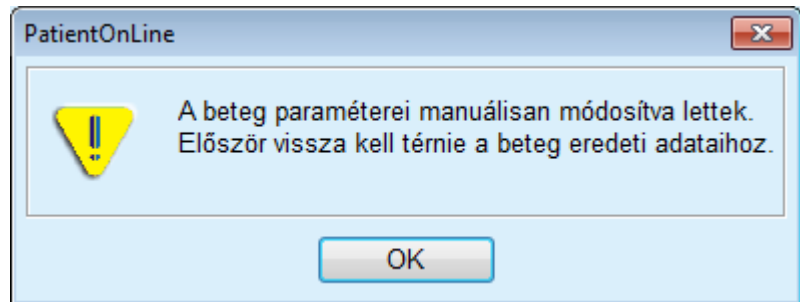 PatientOnLine
A beteg paraméterei manuálisan módosítva lettek.
Először vissza kell térnie a beteg eredeti adataihoz.
OK